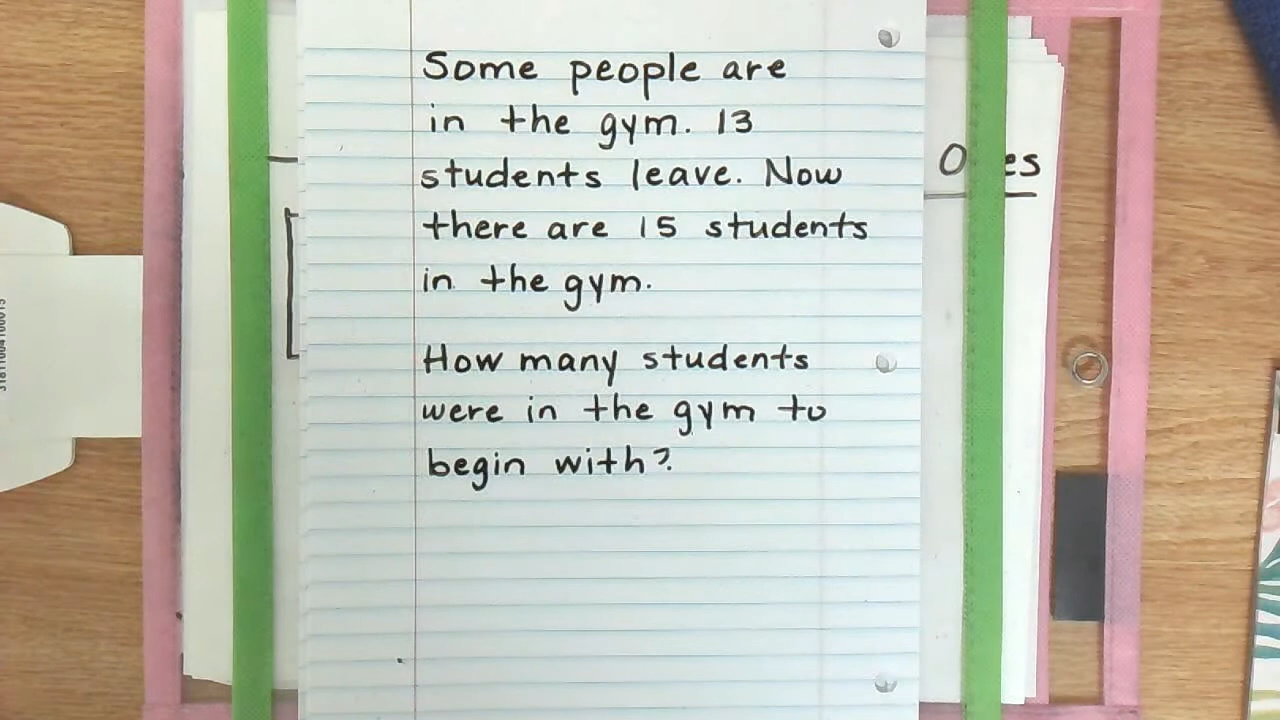 Some people are
in the gym. 13
students leave. Now
there are 15 students
in the gym.
How many students
were in the gym to
begin with?